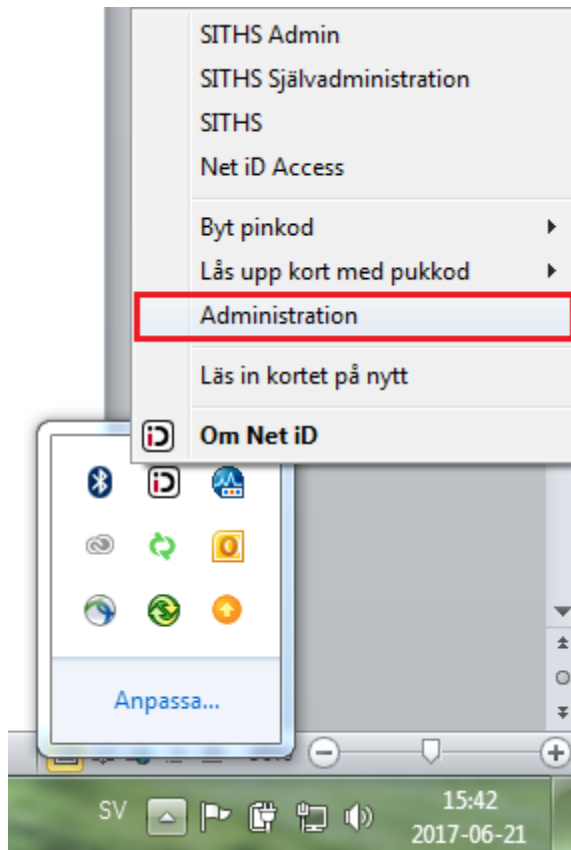 SITHS Admin
SITHS Självadministration
SITHS
Net iD Access
Byt pinkod
Lås upp kort med pukkod
Administration
Läs in kortet på nytt
Om Net iD
Anpassa...
SV
15:42
2017-06-21